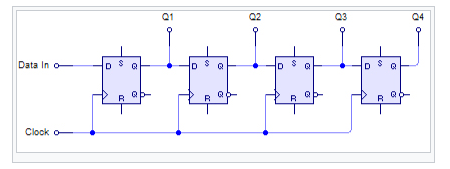 Q1 Q2 Q3 Q4
Data In D S Q D S Q D S Q D S Q
R Q R Q R Q R Q
Clock